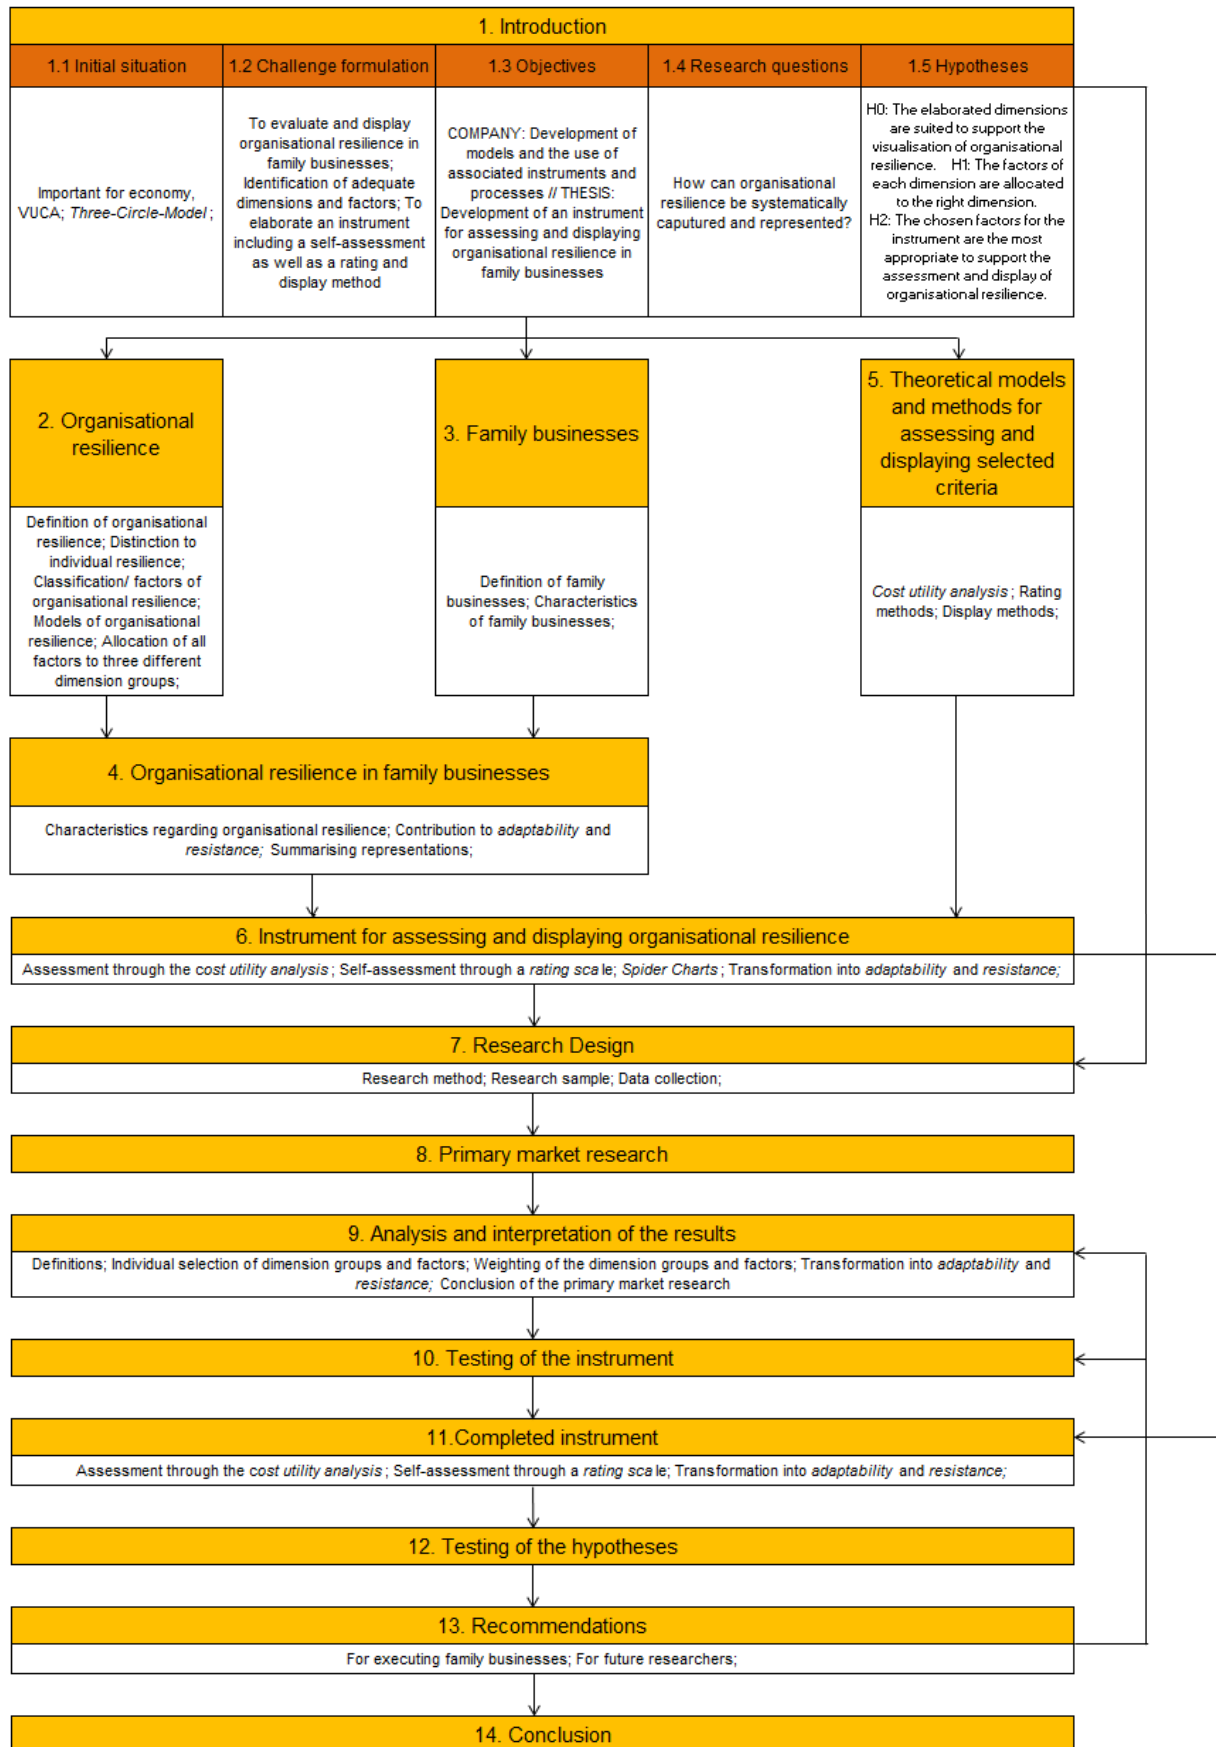 1. Introduction
1.1 Initial situation
1.2 Challenge formulation
1.3 Objectives
1.4 Research questions
1.5 Hypotheses
Important for economy,
VUCA; Three-Circle-Model;
To evaluate and display
organisational resilience in
family businesses;
Identification of adequate
dimensions and factors; To
elaborate an instrument
including a self-assessment
as well as a rating and
display method
COMPANY: Development of
models and the use of
associated instruments and
processes // THESIS:
Development of an instrument
for assessing and displaying
organisational resilience in
family businesses
How can organisational
resilience be systematically
caputured and represented?
H0: The elaborated dimensions
are suited to support the
visualisation of organisational
resilience. H1: The factors of
each dimension are allocated
to the right dimension.
H2: The chosen factors for the
instrument are the most
appropriate to support the
assessment and display of
organisational resilience.
2. Organisational
resilience
3. Family businesses
5. Theoretical models
and methods for
assessing and
displaying selected
criteria
Definition of organisational
resilience; Distinction to
individual resilience;
Classification/ factors of
organisational resilience;
Models of organisational
resilience; Allocation of all
factors to three different
dimension groups;
Definition of family
businesses; Characteristics
of family businesses;
Cost utility analysis; Rating
methods; Display methods;
4. Organisational resilience in family businesses
Characteristics regarding organisational resilience; Contribution to adaptability and
resistance; Summarising representations;
6. Instrument for assessing and displaying organisational resilience
Assessment through the cost utility analysis; Self-assessment through a rating scale; Spider Charts; Transformation into adaptability and resistance;
7. Research Design
Research method; Research sample; Data collection;
8. Primary market research
9. Analysis and interpretation of the results
Definitions; Individual selection of dimension groups and factors; Weighting of the dimension groups and factors; Transformation into adaptability and
resistance; Conclusion of the primary market research
10. Testing of the instrument
11.Completed instrument
Assessment through the cost utility analysis; Self-assessment through a rating scale; Transformation into adaptability and resistance;
12. Testing of the hypotheses
13. Recommendations
For executing family businesses; For future researchers;
14. Conclusion